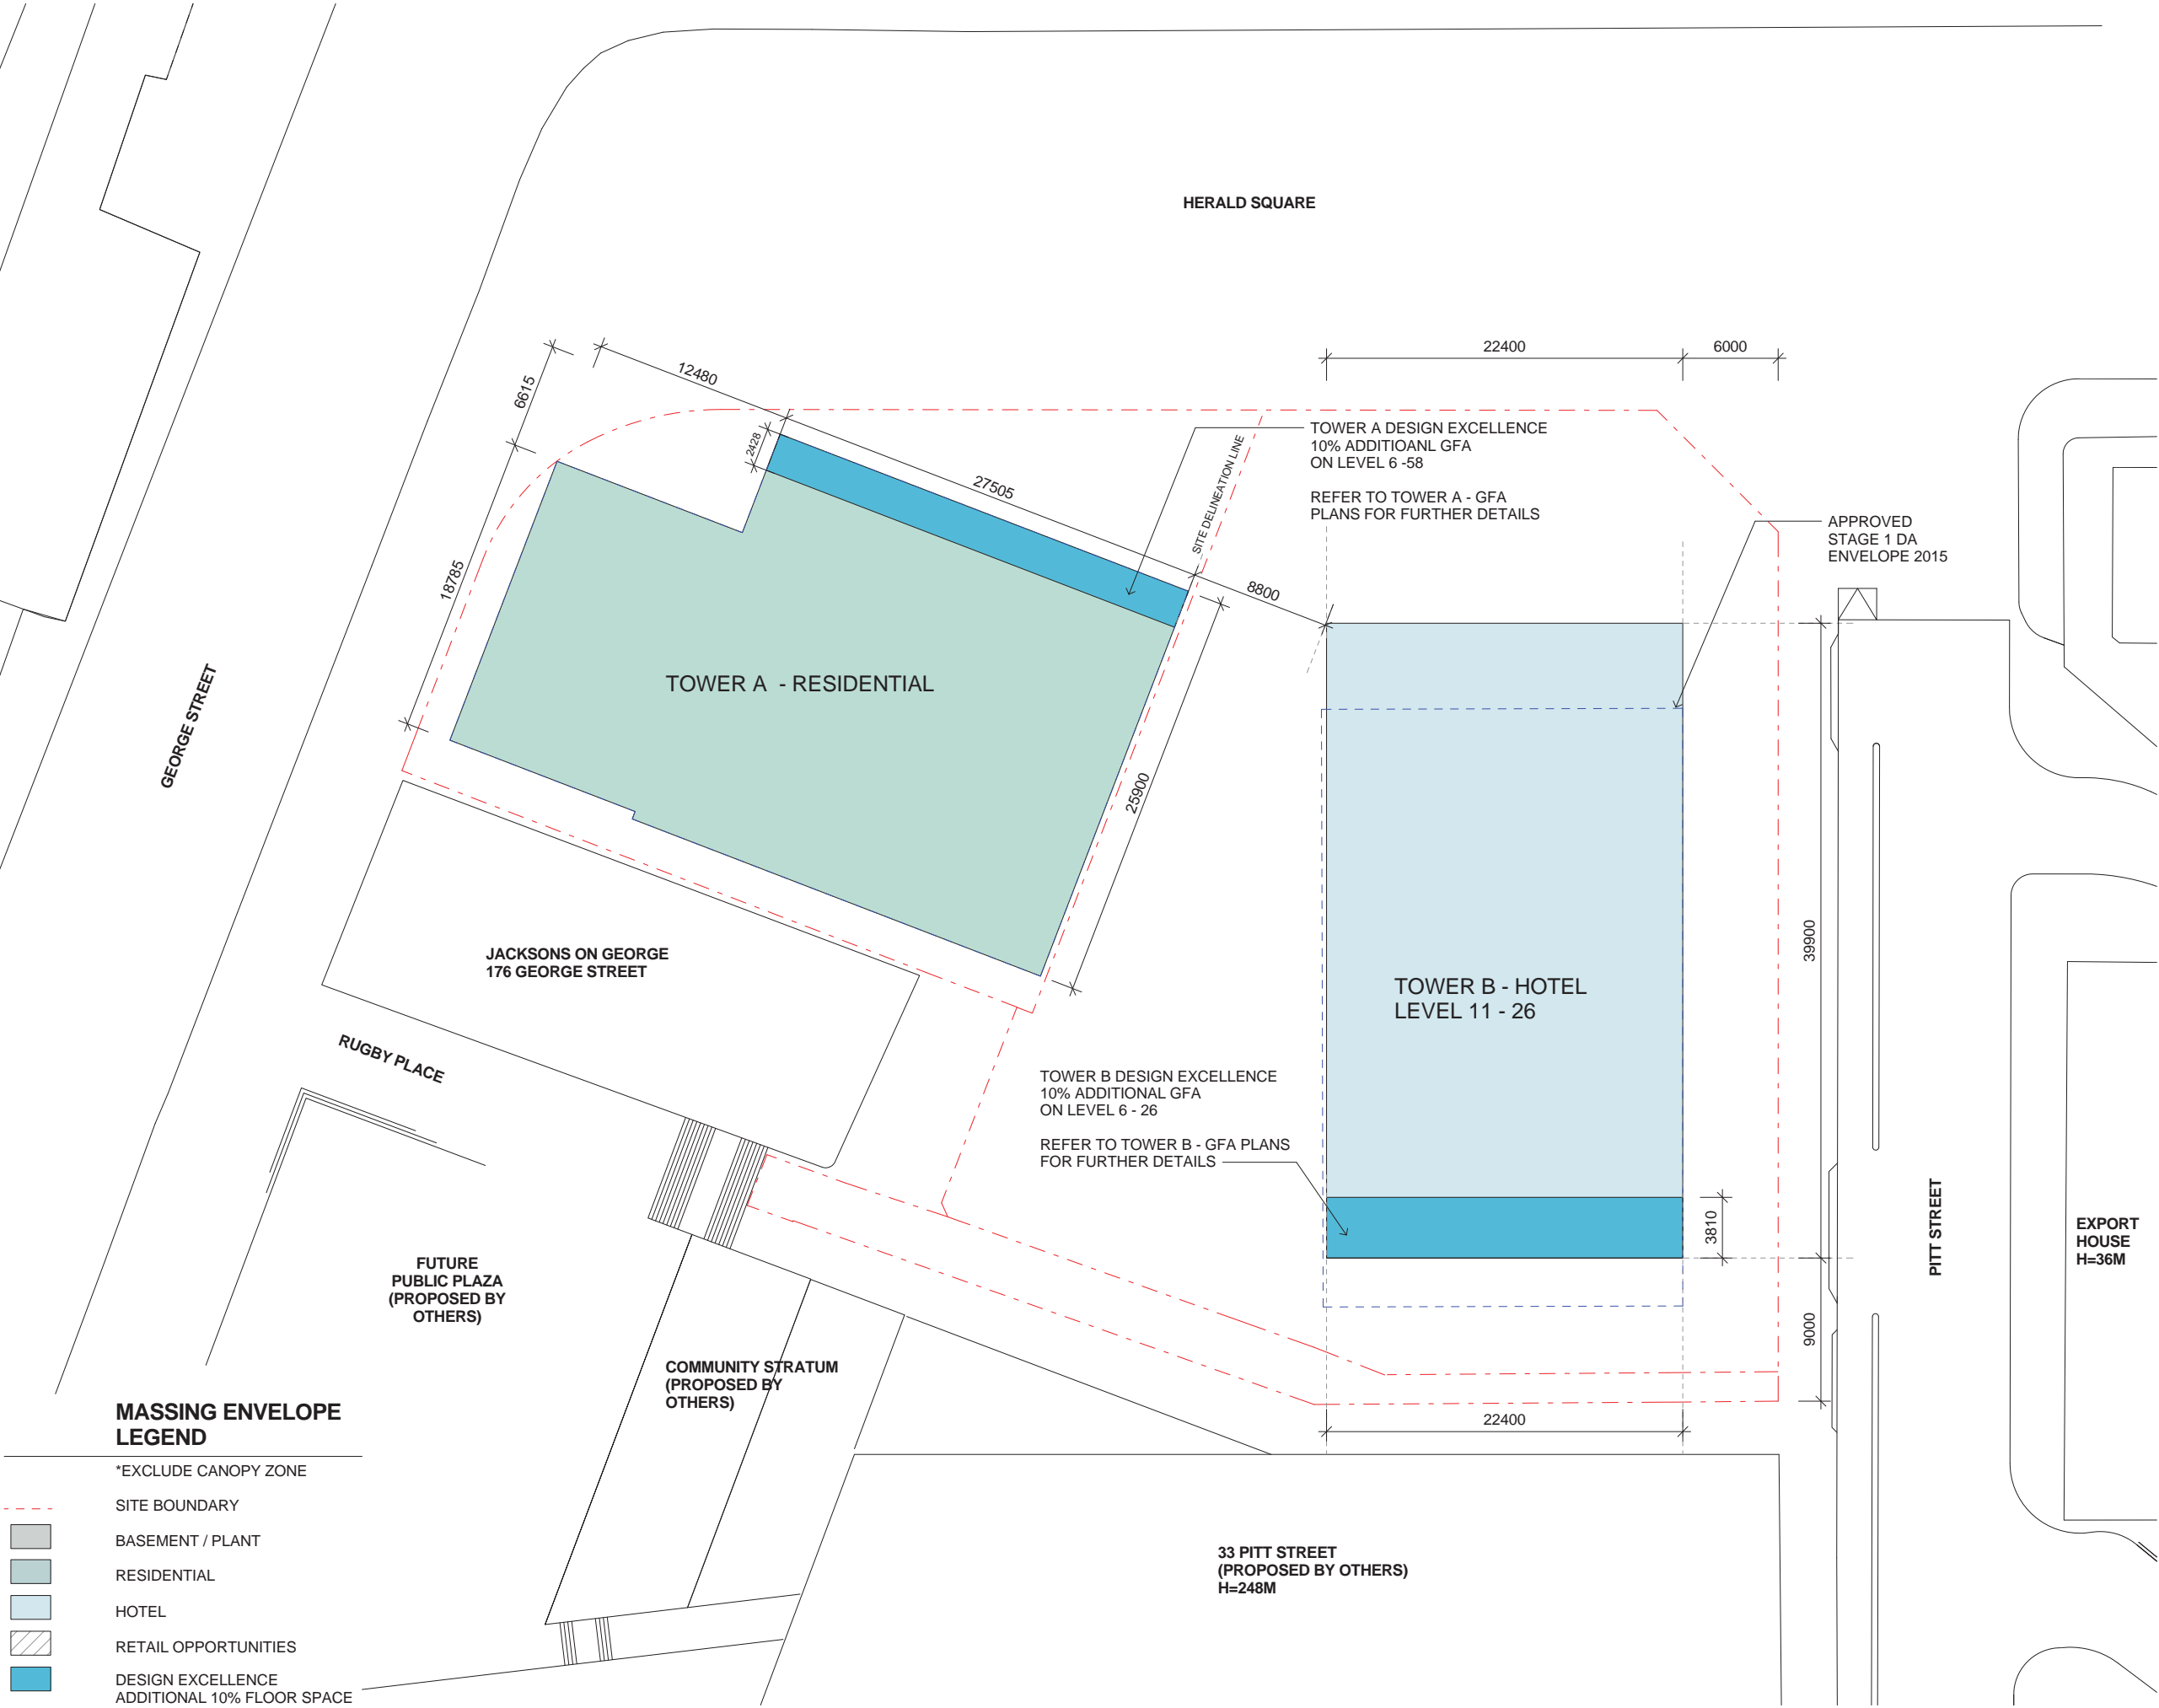 HERALD SQUARE
22400
6000
12480
6615
2428
27505
SITE DELINEATION LINE
TOWER A DESIGN EXCELLENCE
10% ADDITIOANL GFA
ON LEVEL 6 -58
REFER TO TOWER A - GFA
PLANS FOR FURTHER DETAILS
APPROVED
STAGE 1 DA
ENVELOPE 2015
18785
8800
TOWER A - RESIDENTIAL
GEORGE STREET
25900
39900
JACKSONS ON GEORGE
176 GEORGE STREET
TOWER B - HOTEL
LEVEL 11 - 26
RUGBY PLACE
TOWER B DESIGN EXCELLENCE
10% ADDITIONAL GFA
ON LEVEL 6 - 26
REFER TO TOWER B - GFA PLANS
FOR FURTHER DETAILS
3810
PITT STREET
EXPORT
HOUSE
H=36M
FUTURE
PUBLIC PLAZA
(PROPOSED BY
OTHERS)
9000
COMMUNITY STRATUM
(PROPOSED BY
OTHERS)
22400
MASSING ENVELOPE
LEGEND
*EXCLUDE CANOPY ZONE
SITE BOUNDARY
BASEMENT / PLANT
RESIDENTIAL
HOTEL
RETAIL OPPORTUNITIES
DESIGN EXCELLENCE
ADDITIONAL 10% FLOOR SPACE
33 PITT STREET
(PROPOSED BY OTHERS)
H=248M